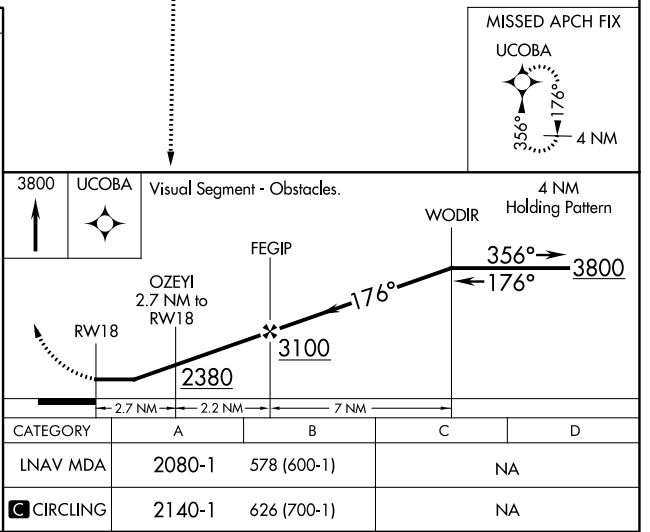 MISSED APCH FIX
UCOBA
356°
176°
4 NM
3800
UCOBA
Visual Segment - Obstacles.
4 NM
Holding Pattern
WODIR
356°
3800
176°
FEGIP
176°
OZEYI
2.7 NM to
RW18
RW18
3100
2380
2.7 NM
2.2 NM
7 NM
CATEGORY A B C D
LNAV MDA 2080-1 578 (600-1) NA
C CIRCLING 2140-1 626 (700-1) NA